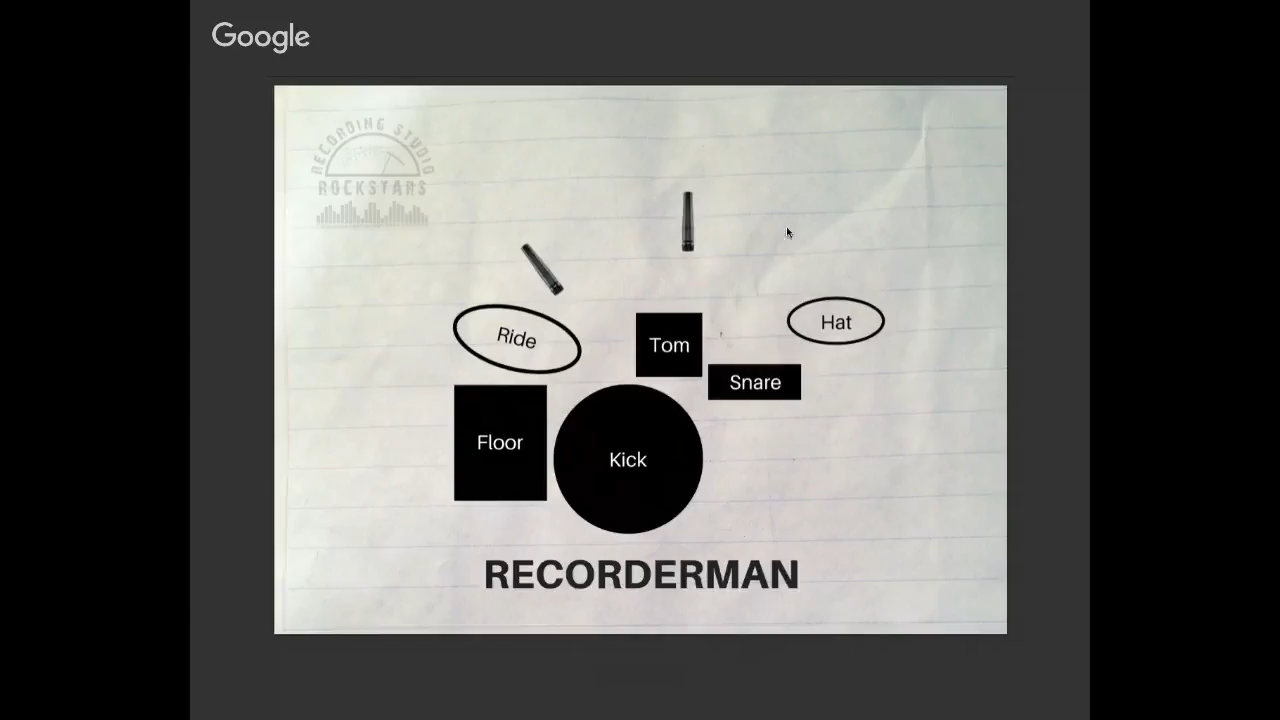 Google
RECORDING STUDIO
ROCKSTARS
Ride
Tom
Hat
Snare
Floor
Kick
RECORDERMAN